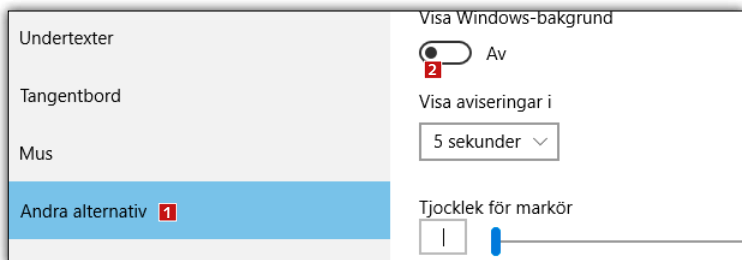 Undertexter
Tangentbord
Mus
Andra alternativ 1
Visa Windows-bakgrund
Av
2
Visa aviseringar i
5 sekunder
Tjocklek för markör